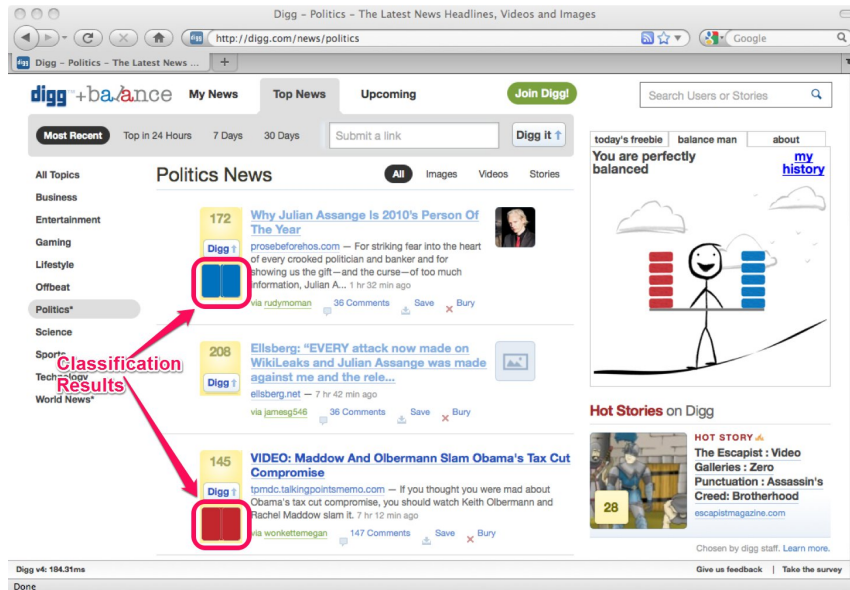 Digg - Politics - The Latest News Headlines, Videos and Images
http://digg.com/news/politics
Google
Digg - Politics - The Latest News ...
digg +balance
My News
Top News
Upcoming
Join Digg!
Search Users or Stories
Most Recent
Top in 24 Hours
7 Days
30 Days
Submit a link
Digg it
today's freebie
balance man
about
You are perfectly
balanced
my
history
All Topics
Business
Entertainment
Gaming
Lifestyle
Offbeat
Politics*
Science
Sports
Technology
World News*
Classification
Results
Politics News
All
Images
Videos
Stories
172
Digg
Why Julian Assange Is 2010's Person Of
The Year
prosebeforehos.com — For striking fear into the heart
of every crooked politician and banker and for
showing us the gift—and the curse—of too much
information, Julian A... 1 hr 32 min ago
via rudymoman
36 Comments
Save
Bury
208
Digg
Ellsberg: "EVERY attack now made on
WikiLeaks and Julian Assange was made
against me and the rele...
ellsberg.net — 7 hr 42 min ago
via jamesg546
36 Comments
Save
Bury
145
Digg
VIDEO: Maddow And Olbermann Slam Obama's Tax Cut
Compromise
tpmdc.talkingpointsmemo.com — If you thought you were mad about
Obama's tax cut compromise, you should watch Keith Olbermann and
Rachel Maddow slam it. 7 hr 12 min ago
via wonkettemegan
147 Comments
Save
Bury
Hot Stories on Digg
HOT STORY
The Escapist : Video
Galleries : Zero
Punctuation : Assassin's
Creed: Brotherhood
escapistmagazine.com
28
Chosen by digg staff. Learn more.
Digg v4: 184.31ms
Give us feedback | Take the survey
Done